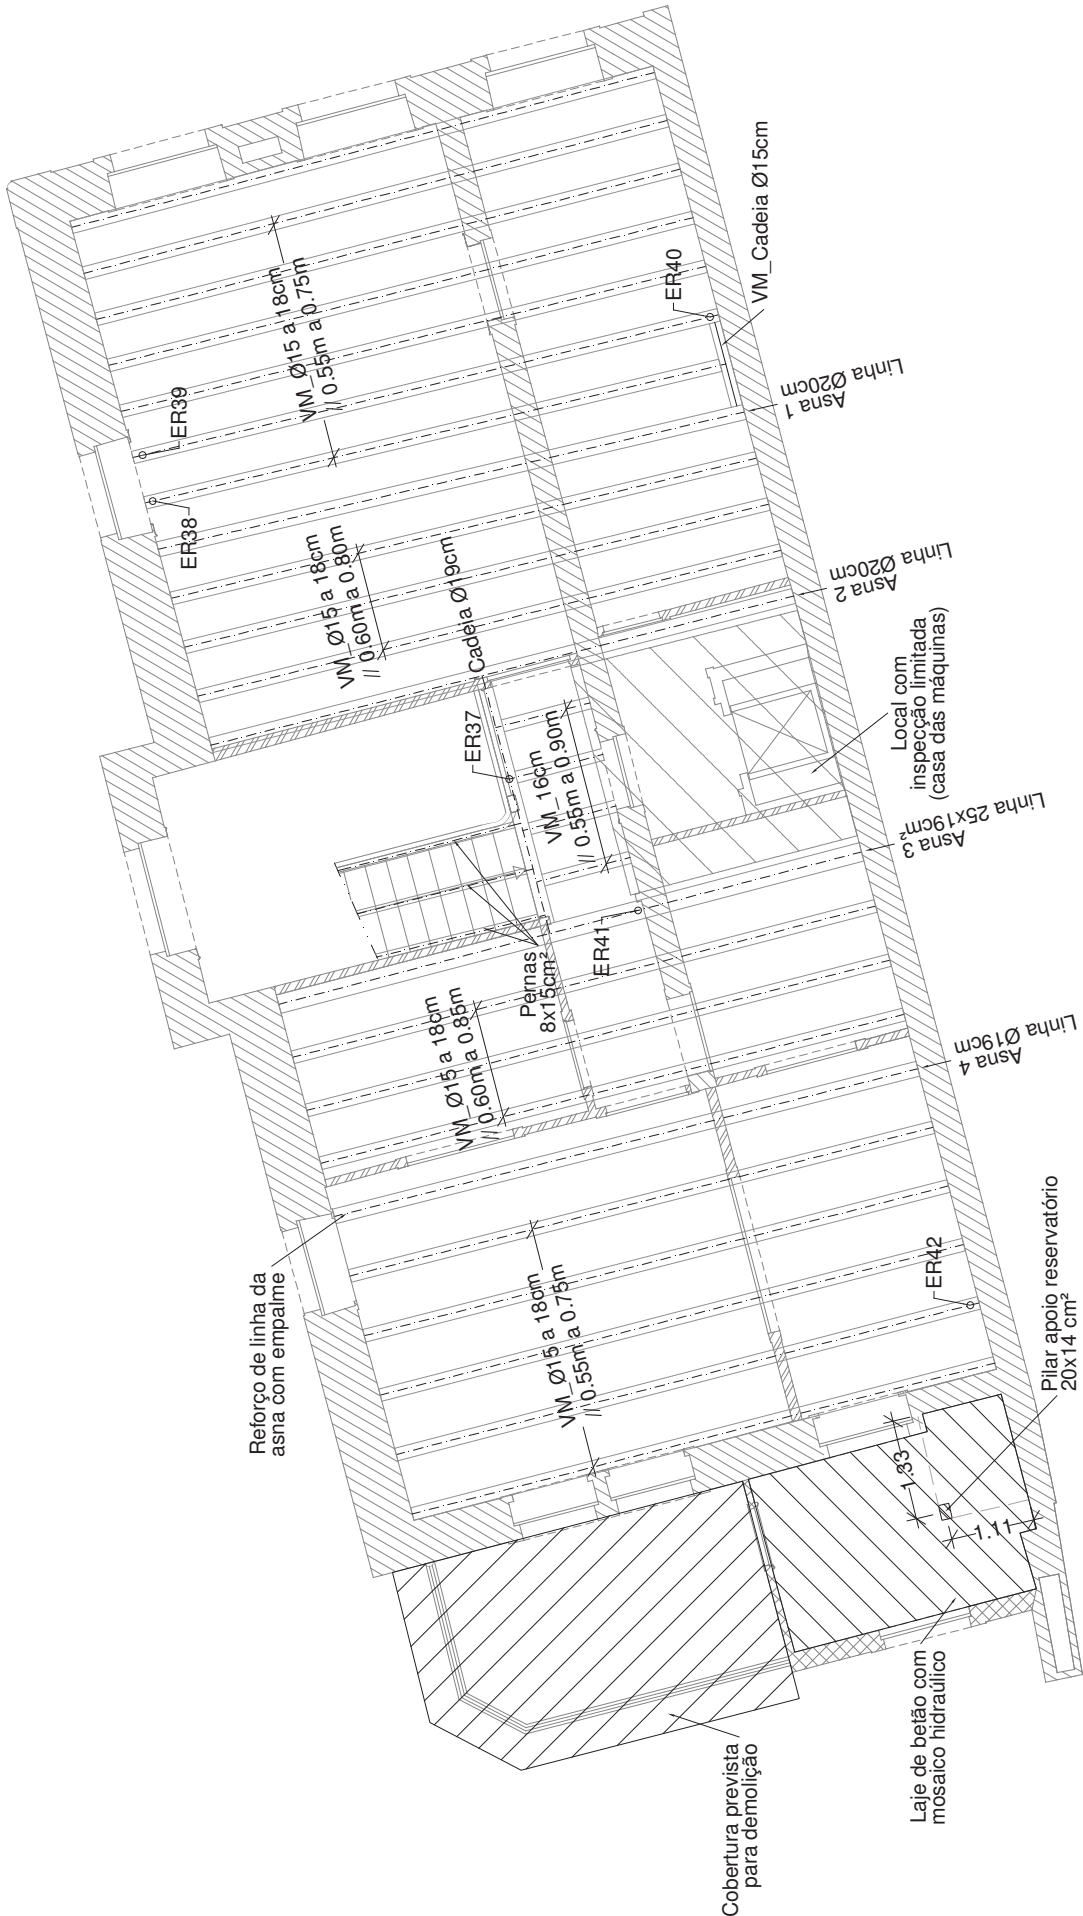 Reforço de linha da
asna com empalme
Cobertura prevista
para demolição
Laje de betão com
mosaico hidraúlico
Pilar apoio reservatório
20x14 cm²
1.33
1.11
VM_Ø15 a 18cm
// 0.55m a 0.75m
ER42
VM_Ø15 a 18cm
// 0.60m a 0.85m
Pernas
8x15cm²
ER41
ER37
VM_16cm
// 0.55m a 0.90m
Cadeia Ø19cm
VM_Ø15 a 18cm
// 0.60m a 0.80m
ER38
ER39
VM_Ø15 a 18cm
// 0.55m a 0.75m
ER40
VM_Cadeia Ø15cm
Asna 1
Linha Ø20cm
Asna 2
Linha Ø20cm
Local com
inspecção limitada
(casa das máquinas)
Asna 3
Linha 25x19cm²
Asna 4
Linha Ø19cm